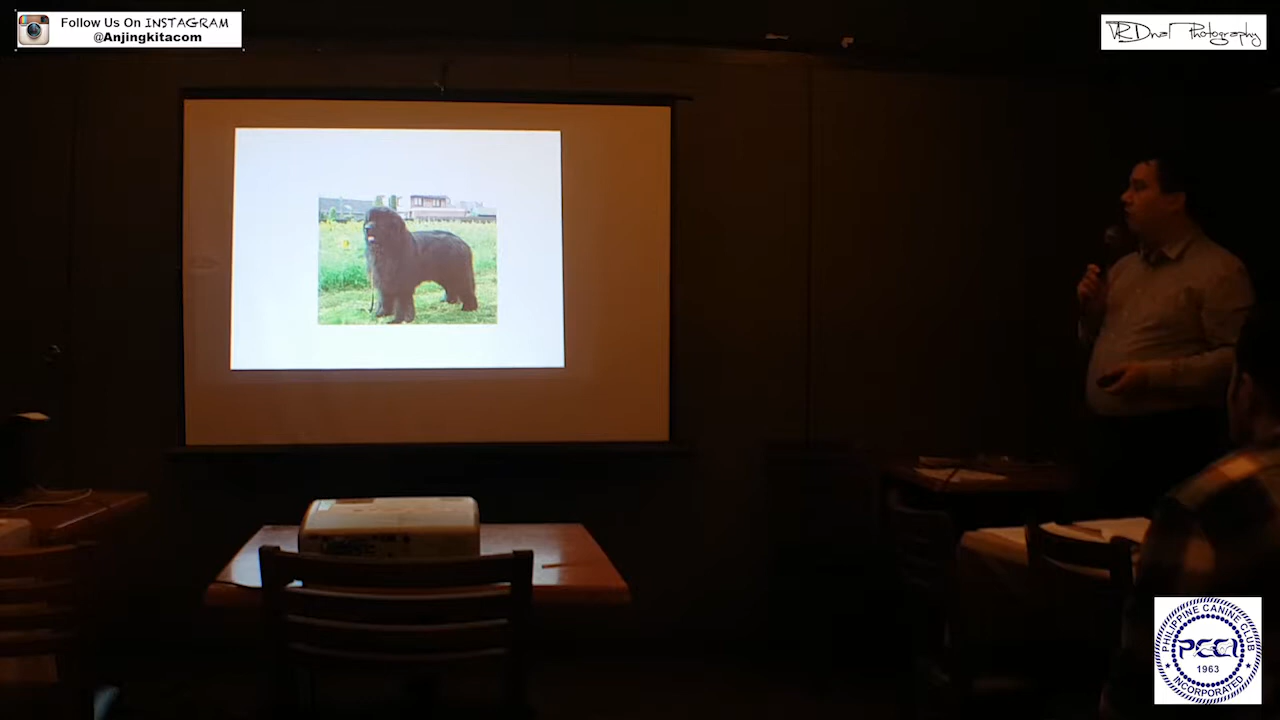 Follow Us On INSTAGRAM
@Anjingkitacom
VRDnal Photography
PHILIPPINE CANINE CLUB
PCCI
1963
INCORPORATED